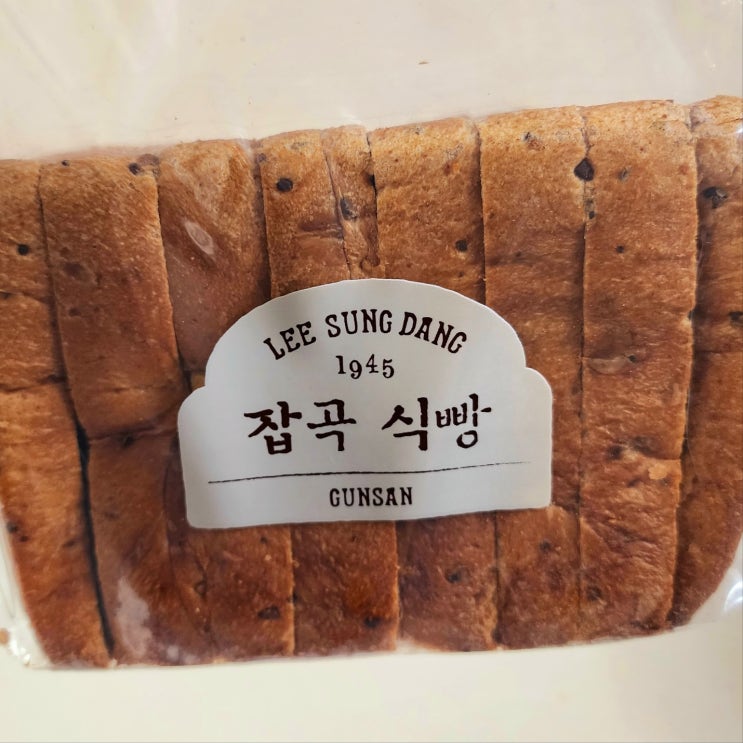 LEE SUNG DANG
1945
잡곡 식빵
GUNSAN